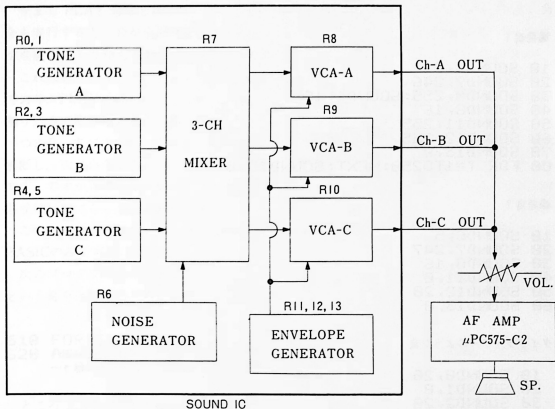 R0, 1
TONE
GENERATOR
A
R2, 3
TONE
GENERATOR
B
R4, 5
TONE
GENERATOR
C
R6
NOISE
GENERATOR
R7
3-CH
MIXER
R8
VCA-A
R9
VCA-B
R10
VCA-C
R11, 12, 13
ENVELOPE
GENERATOR
Ch-A OUT
Ch-B OUT
Ch-C OUT
VOL.
AF AMP
μPC575-C2
SP.
SOUND IC